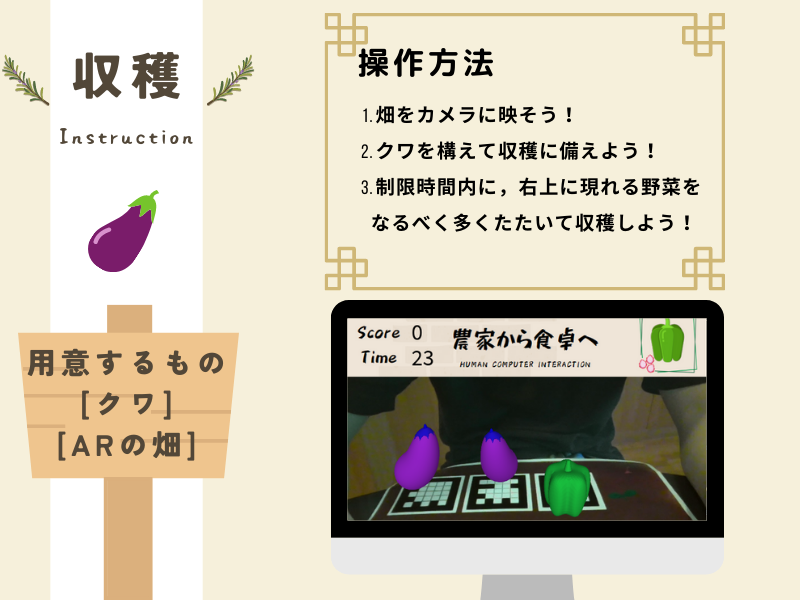 収穫
Instruction
用意するもの
[クワ]
[ARの畑]
操作方法
1.畑をカメラに映そう！
2.クワを構えて収穫に備えよう！
3.制限時間内に，右上に現れる野菜を
なるべく多くたたいて収穫しよう！
Score 0
Time 23
農家から食卓へ
HUMAN COMPUTER INTERACTION